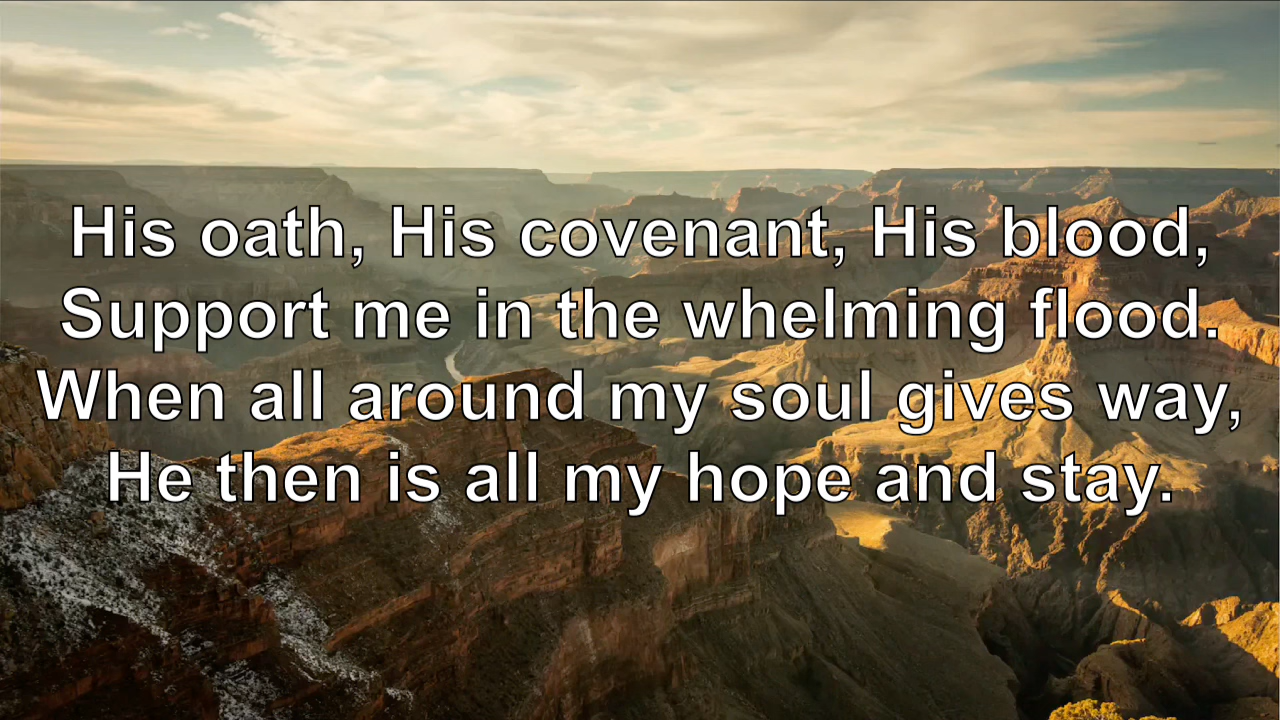 His oath, His covenant, His blood,
Support me in the whelming flood.
When all around my soul gives way,
He then is all my hope and stay.